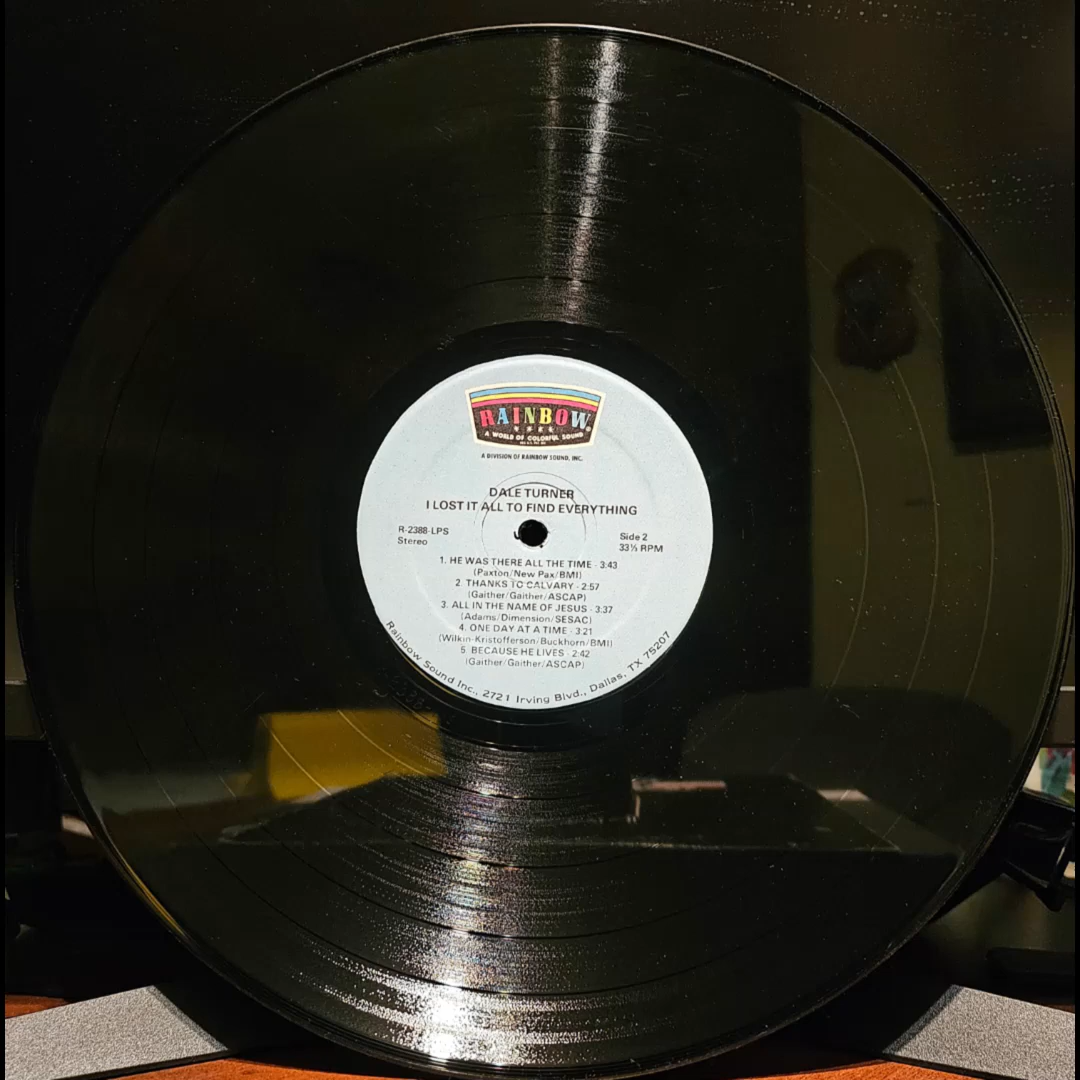 RAINBOW
A WORLD OF COLORFUL SOUND
A DIVISION OF RAINBOW SOUND, INC.
DALE TURNER
I LOST IT ALL TO FIND EVERYTHING
R-2388-LPS
Stereo
Side 2
33⅓ RPM
1. HE WAS THERE ALL THE TIME - 3:43
(Paxton/New Pax/BMI)
2. THANKS TO CALVARY - 2:57
(Gaither/Gaither/ASCAP)
3. ALL IN THE NAME OF JESUS - 3:37
(Adams/Dimension/SESAC)
4. ONE DAY AT A TIME - 3:21
(Wilkin-Kristofferson/Buckhorn/BMI)
5. BECAUSE HE LIVES - 2:42
(Gaither/Gaither/ASCAP)
Rainbow Sound Inc., 2721 Irving Blvd., Dallas, TX 75207